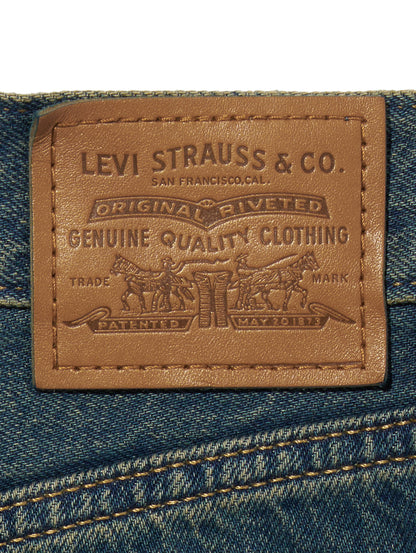 LEVI STRAUSS & CO.
SAN FRANCISCO, CAL.
ORIGINAL RIVETED
GENUINE QUALITY CLOTHING
TRADE MARK
PATENTED MAY 20 1873